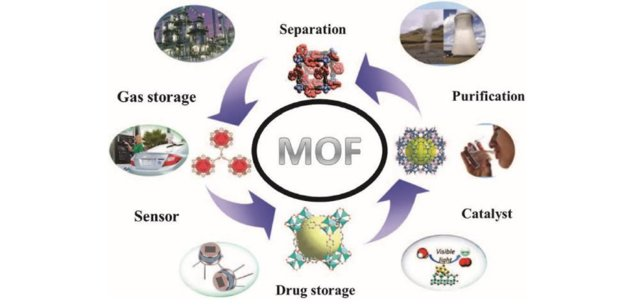 Separation
Gas storage
Purification
MOF
Sensor
Catalyst
Visible
light
Drug storage